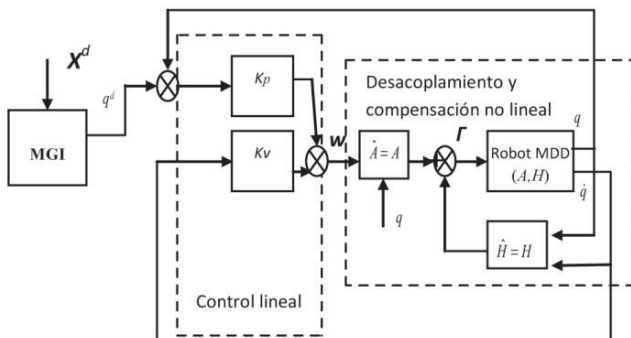 X^d
q^d
MGI
Kp
Kv
Control lineal
w
Desacoplamiento y
compensación no lineal
Â = A
q
Γ
Robot MDD
(A,H)
q
q̇
Ĥ = H